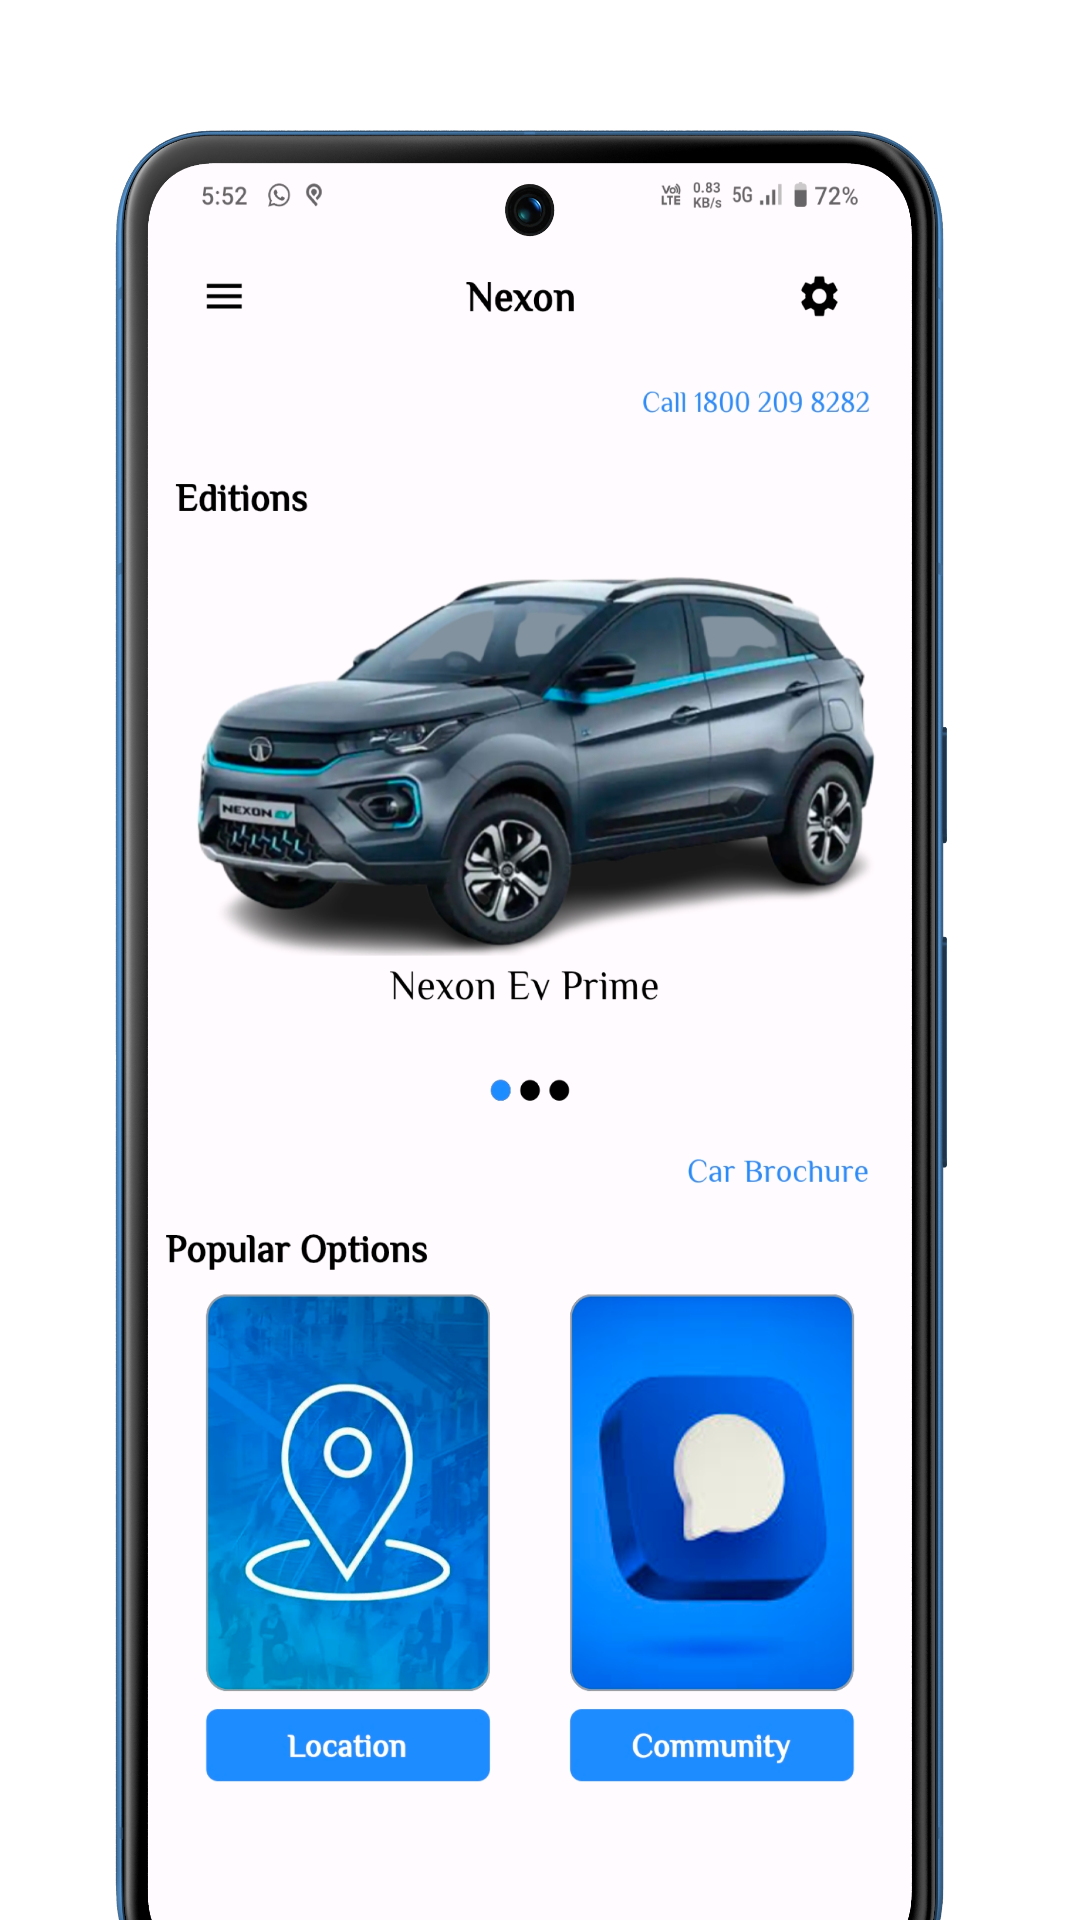 5:52 Vo)) LTE 0.83 KB/s 5G 72%
Nexon
Call 1800 209 8282
Editions
NEXON EV
Nexon Ev Prime
Car Brochure
Popular Options
Location Community